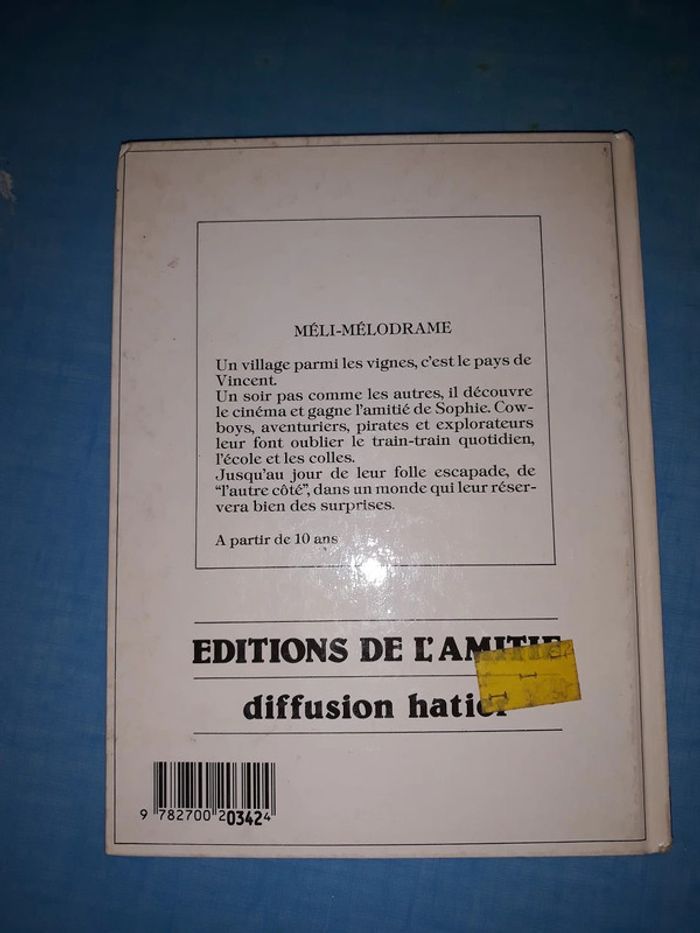 MÉLI-MÉLODRAME
Un village parmi les vignes, c'est le pays de
Vincent.
Un soir pas comme les autres, il découvre
le cinéma et gagne l'amitié de Sophie. Cow-
boys, aventuriers, pirates et explorateurs
leur font oublier le train-train quotidien,
l'école et les colles.
Jusqu'au jour de leur folle escapade, de
“l'autre côté”, dans un monde qui leur réser-
vera bien des surprises.
A partir de 10 ans
EDITIONS DE L'AMITIE
diffusion hatier
9 782700 203424